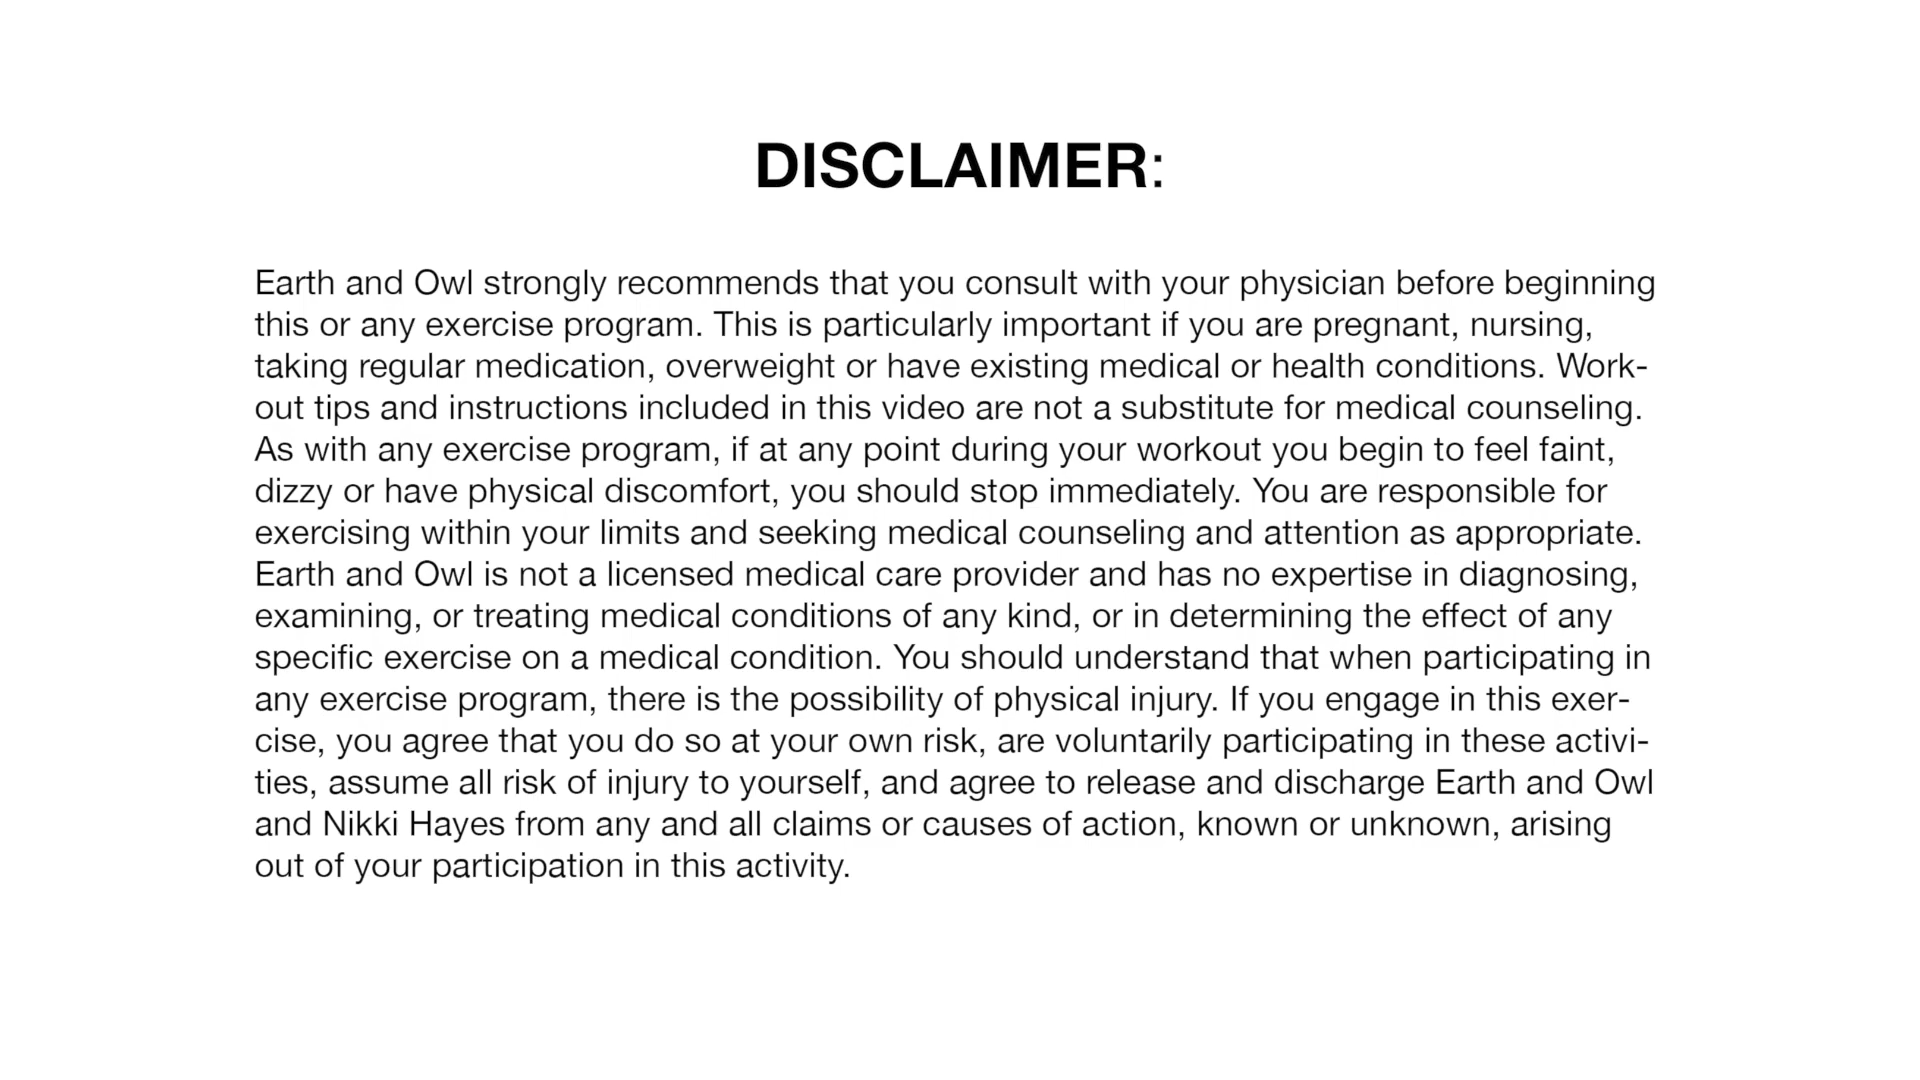 DISCLAIMER:
Earth and Owl strongly recommends that you consult with your physician before beginning
this or any exercise program. This is particularly important if you are pregnant, nursing,
taking regular medication, overweight or have existing medical or health conditions. Work-
out tips and instructions included in this video are not a substitute for medical counseling.
As with any exercise program, if at any point during your workout you begin to feel faint,
dizzy or have physical discomfort, you should stop immediately. You are responsible for
exercising within your limits and seeking medical counseling and attention as appropriate.
Earth and Owl is not a licensed medical care provider and has no expertise in diagnosing,
examining, or treating medical conditions of any kind, or in determining the effect of any
specific exercise on a medical condition. You should understand that when participating in
any exercise program, there is the possibility of physical injury. If you engage in this exer-
cise, you agree that you do so at your own risk, are voluntarily participating in these activi-
ties, assume all risk of injury to yourself, and agree to release and discharge Earth and Owl
and Nikki Hayes from any and all claims or causes of action, known or unknown, arising
out of your participation in this activity.